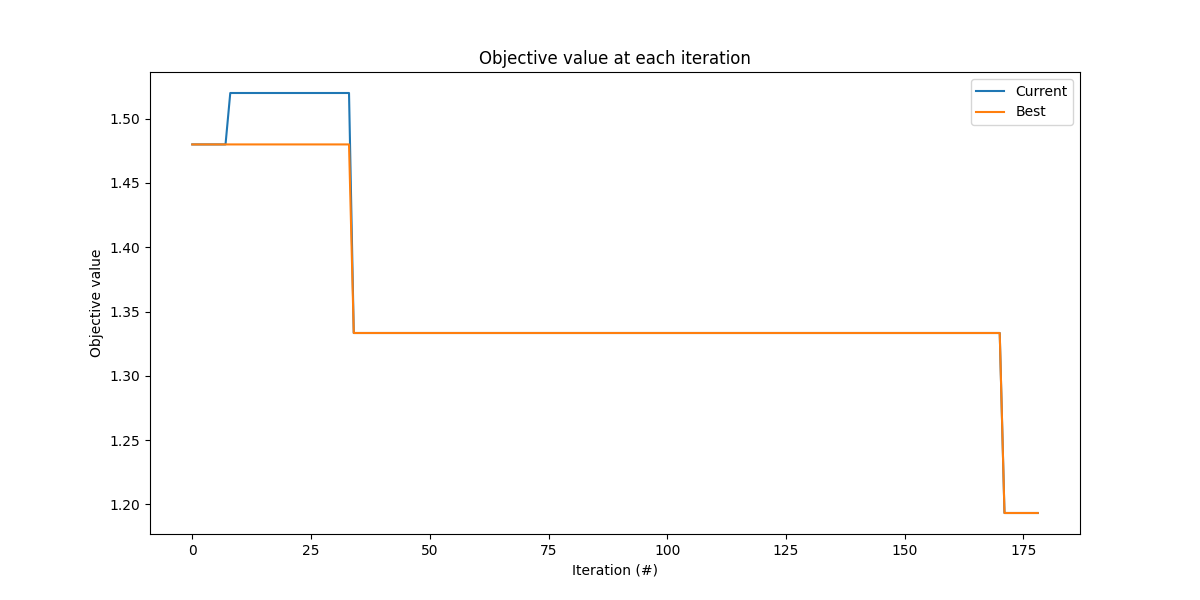 Objective value at each iteration
Current
Best
1.50
1.45
1.40
1.35
1.30
1.25
1.20
Objective value
0 25 50 75 100 125 150 175
Iteration (#)